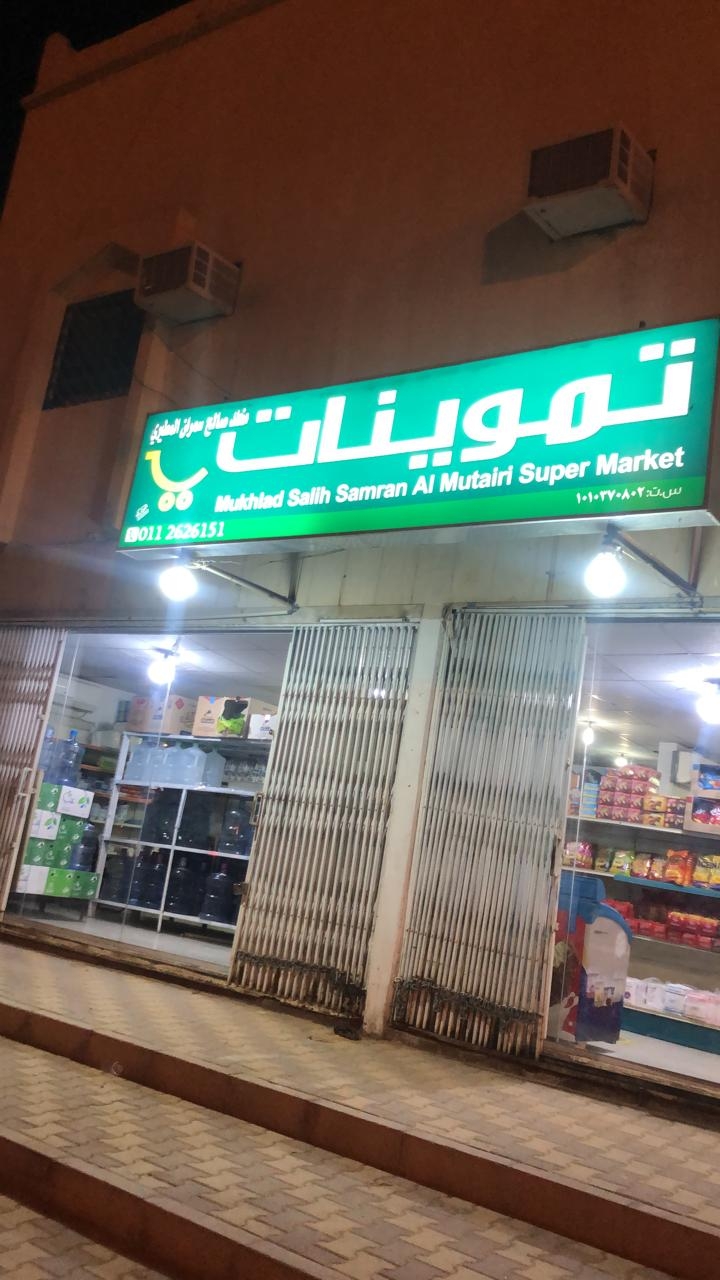 تموينات
مخلد صالح سمران المطيري
Mukhlad Salih Samran Al Mutairi Super Market
س.ت: ١٠١٠٣٧٠٨٠٢
011 2626151